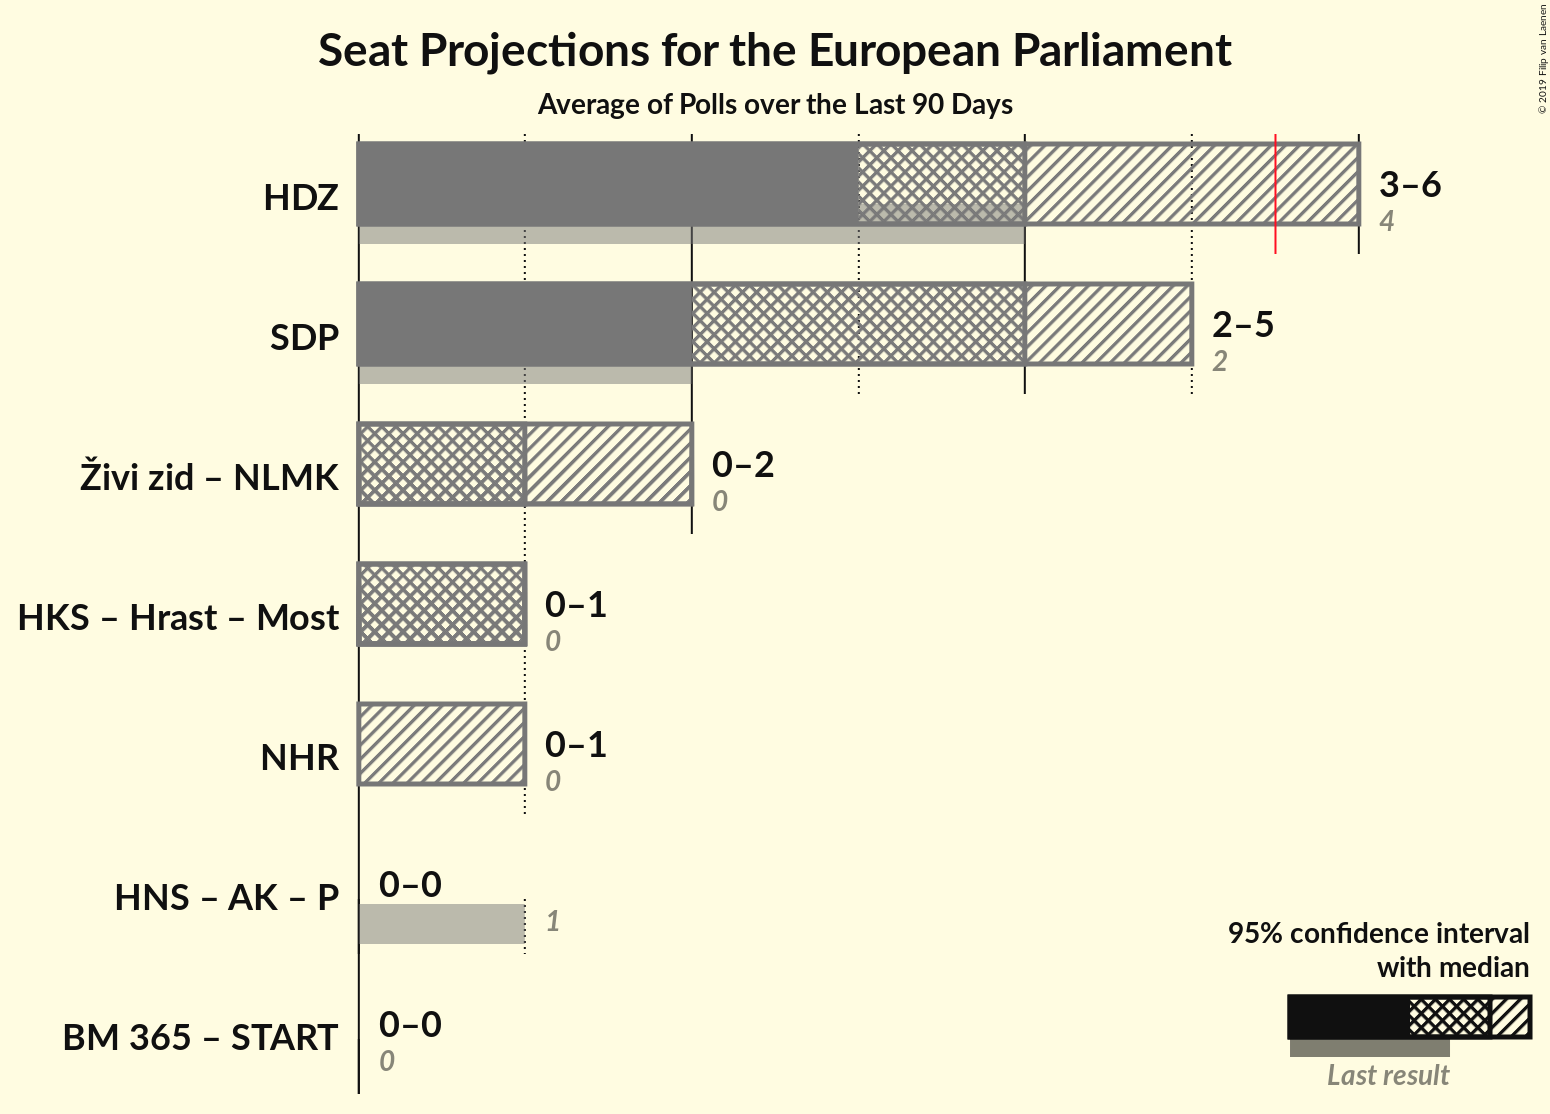 Seat Projections for the European Parliament
Average of Polls over the Last 90 Days
© 2019 Filip van Laenen
HDZ
3–6
4
SDP
2–5
2
Živi zid – NLMK
0–2
0
HKS – Hrast – Most
0–1
0
NHR
0–1
0
HNS – AK – P
0–0
1
BM 365 – START
0–0
0
95% confidence interval
with median
Last result